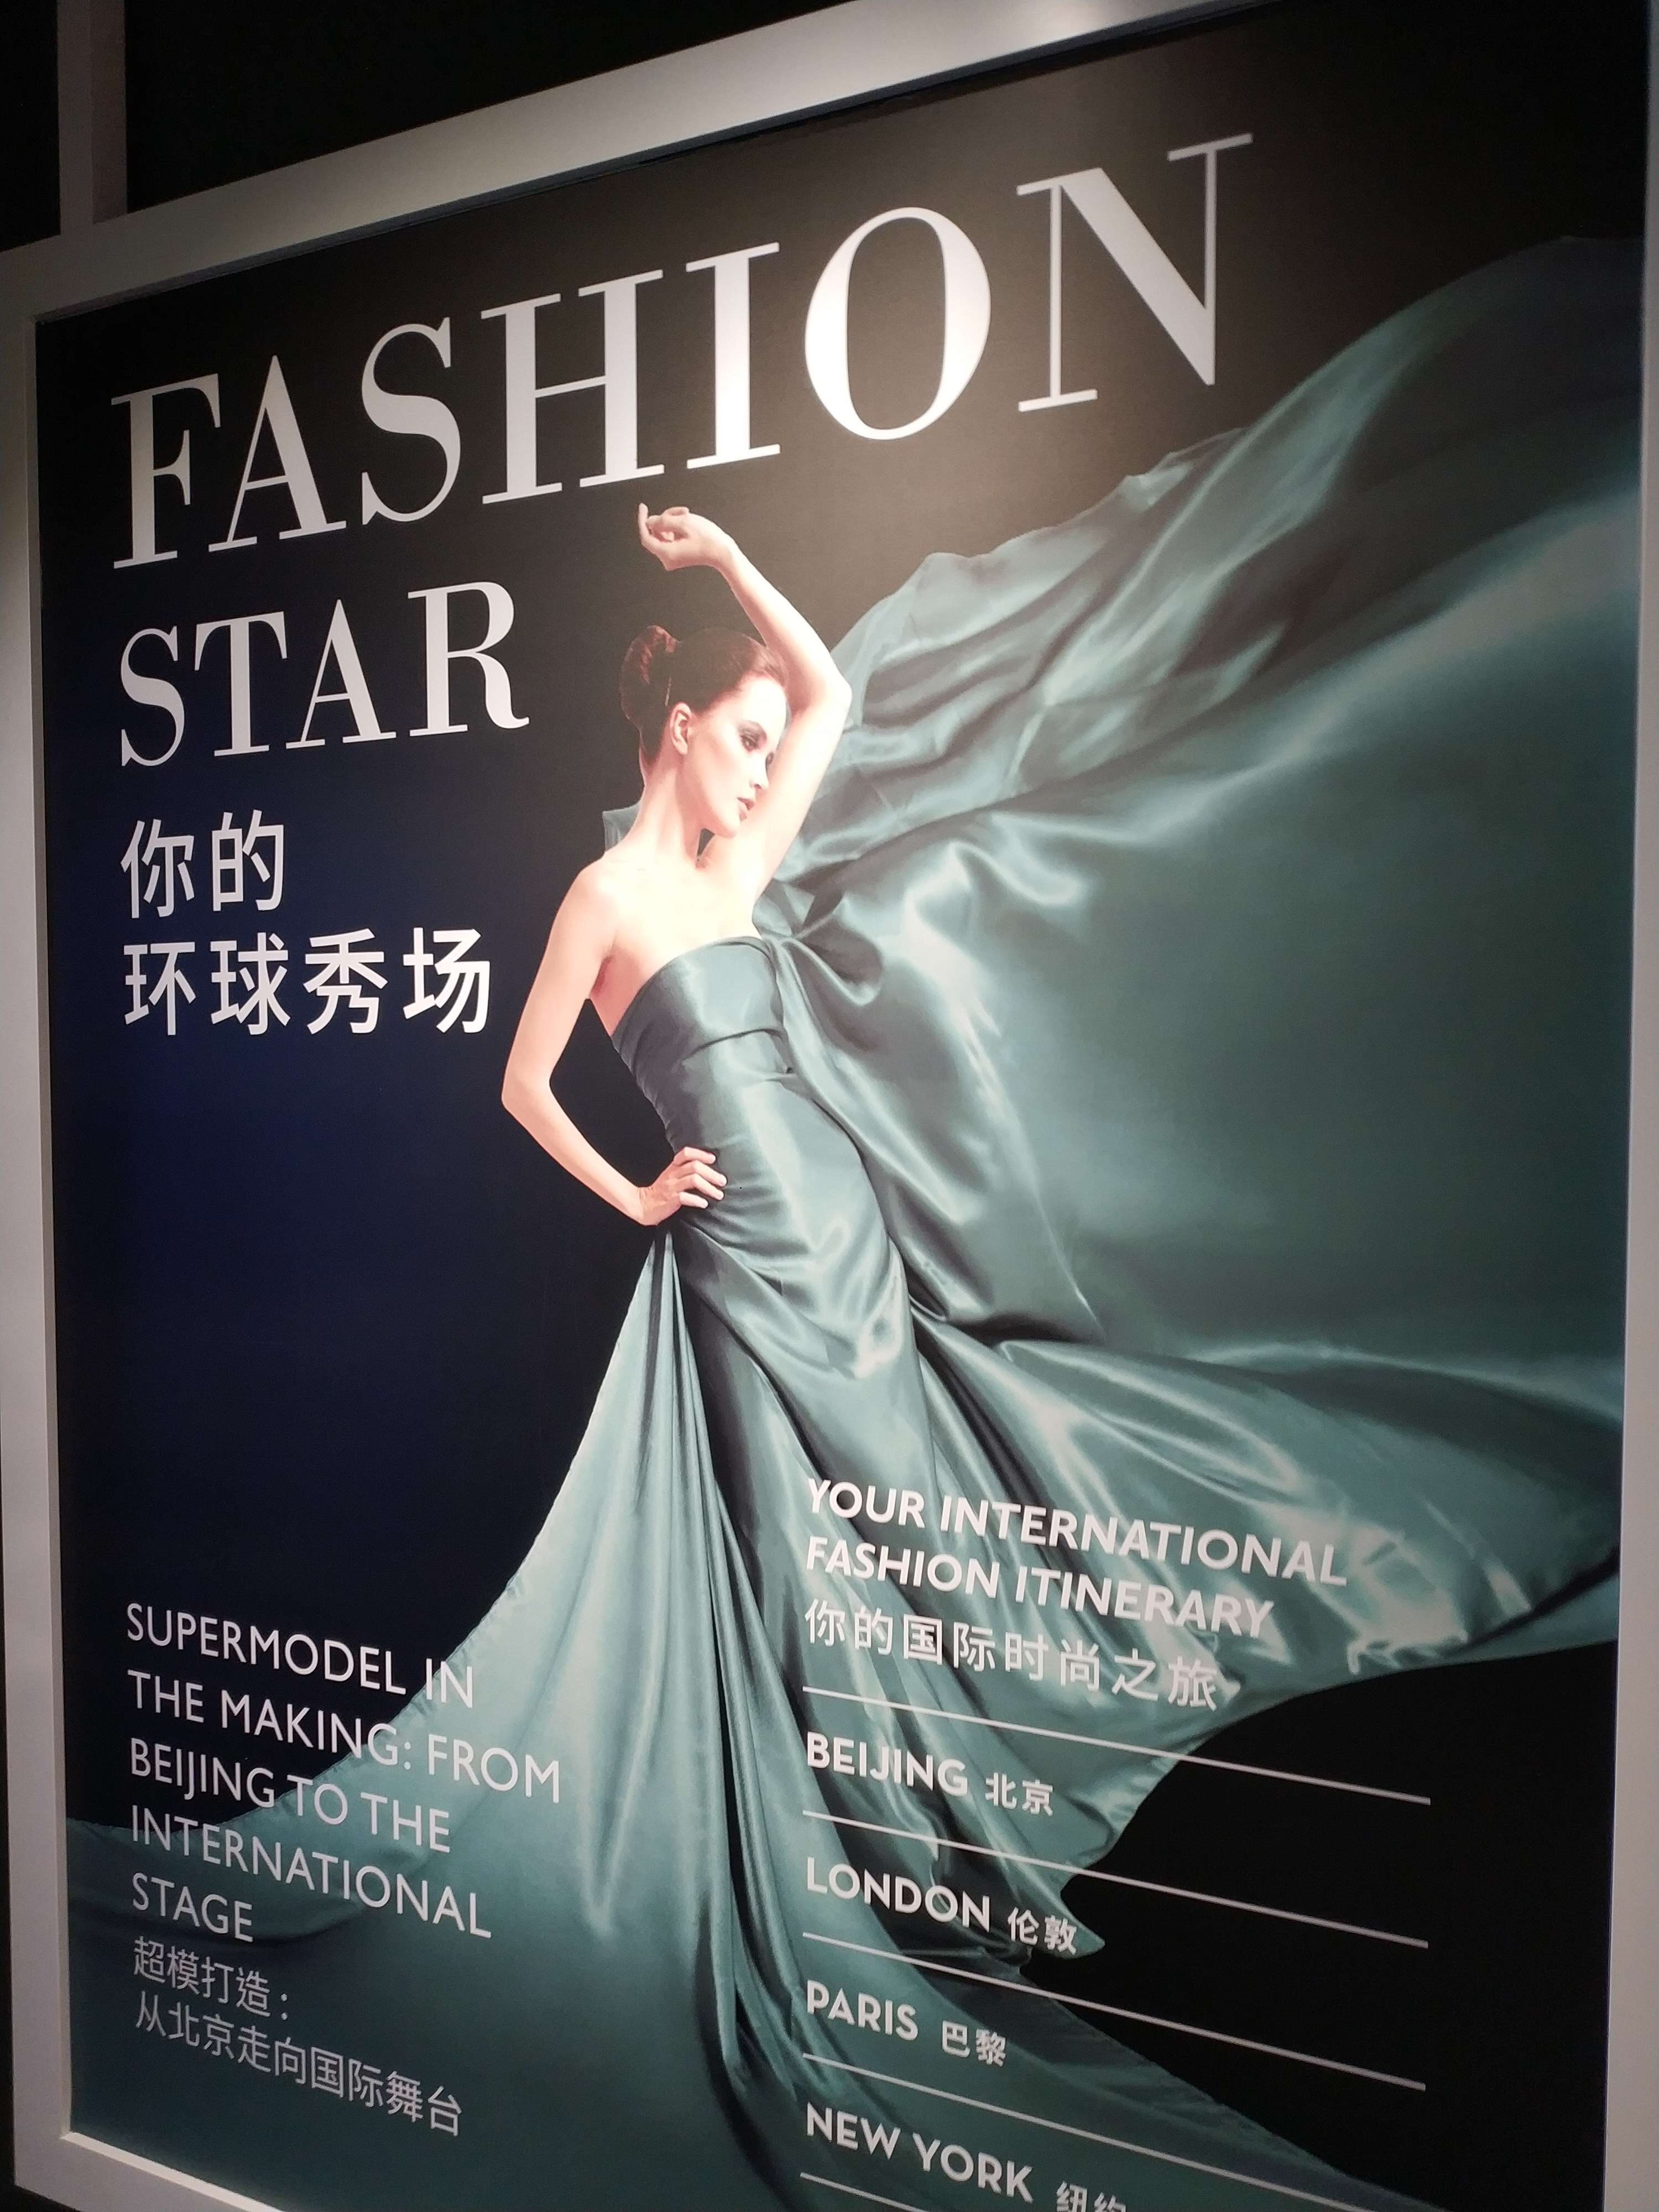 FASHION
STAR
你的
环球秀场
SUPERMODEL IN
THE MAKING: FROM
BEIJING TO THE
INTERNATIONAL
STAGE
超模打造：
从北京走向国际舞台
YOUR INTERNATIONAL
FASHION ITINERARY
你的国际时尚之旅
BEIJING 北京
LONDON 伦敦
PARIS 巴黎
NEW YORK 纽约